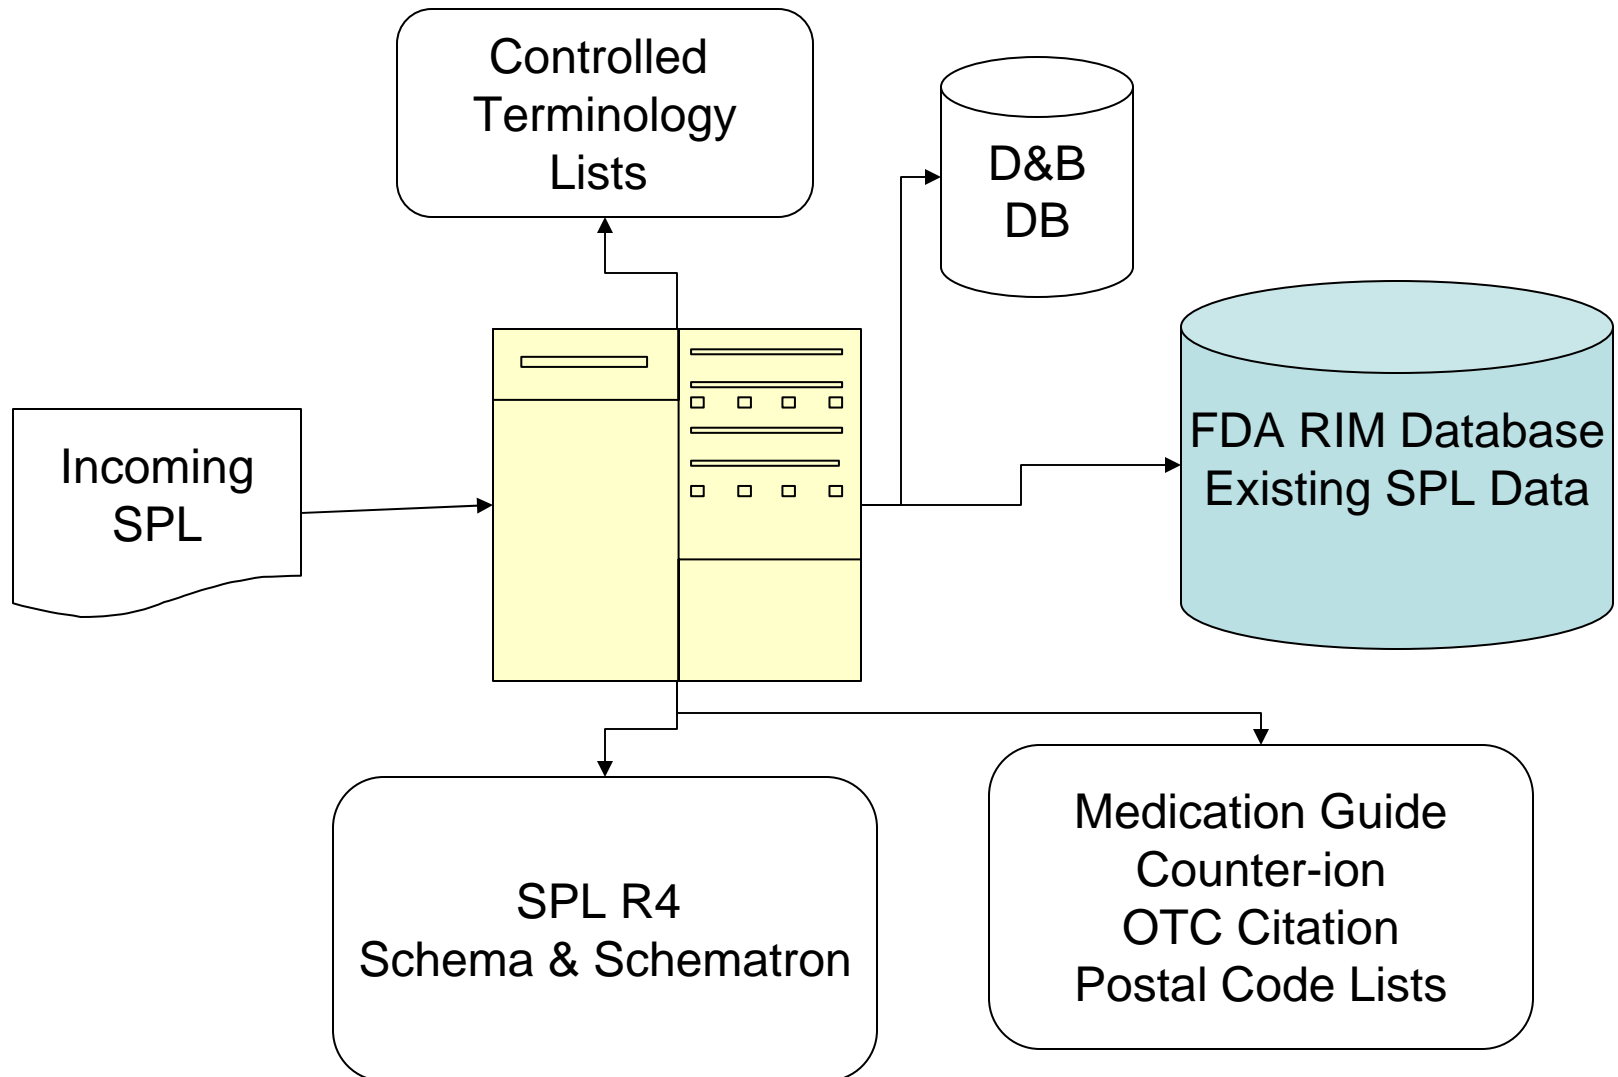 Controlled
Terminology
Lists
D&B
DB
Incoming
SPL
FDA RIM Database
Existing SPL Data
SPL R4
Schema & Schematron
Medication Guide
Counter-ion
OTC Citation
Postal Code Lists